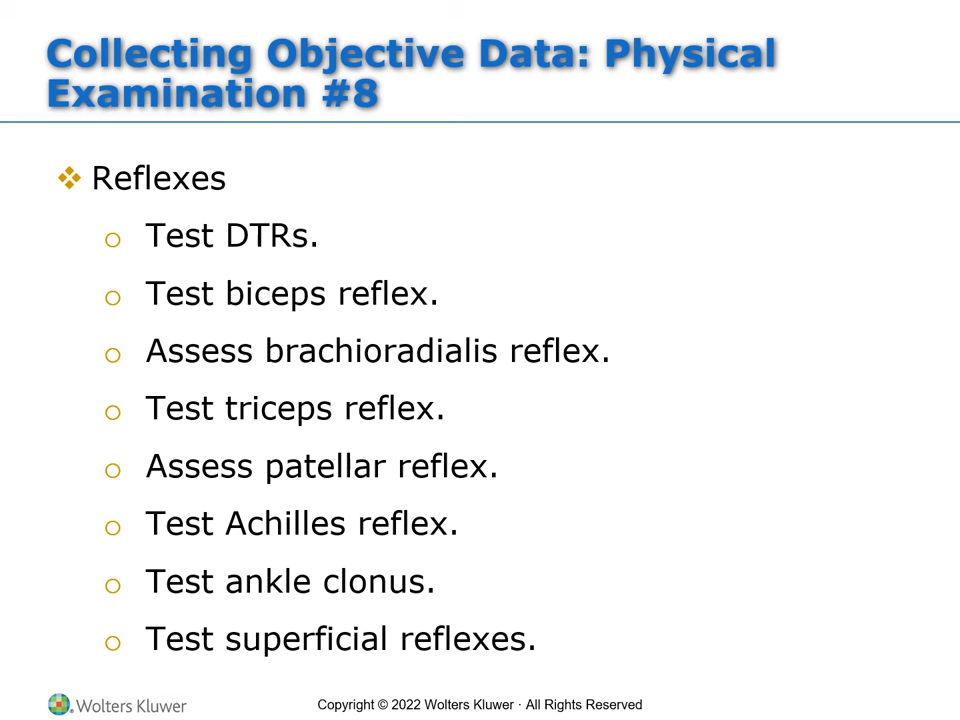 Collecting Objective Data: Physical
Examination #8
Reflexes
Test DTRs.
Test biceps reflex.
Assess brachioradialis reflex.
Test triceps reflex.
Assess patellar reflex.
Test Achilles reflex.
Test ankle clonus.
Test superficial reflexes.
Wolters Kluwer
Copyright © 2022 Wolters Kluwer · All Rights Reserved